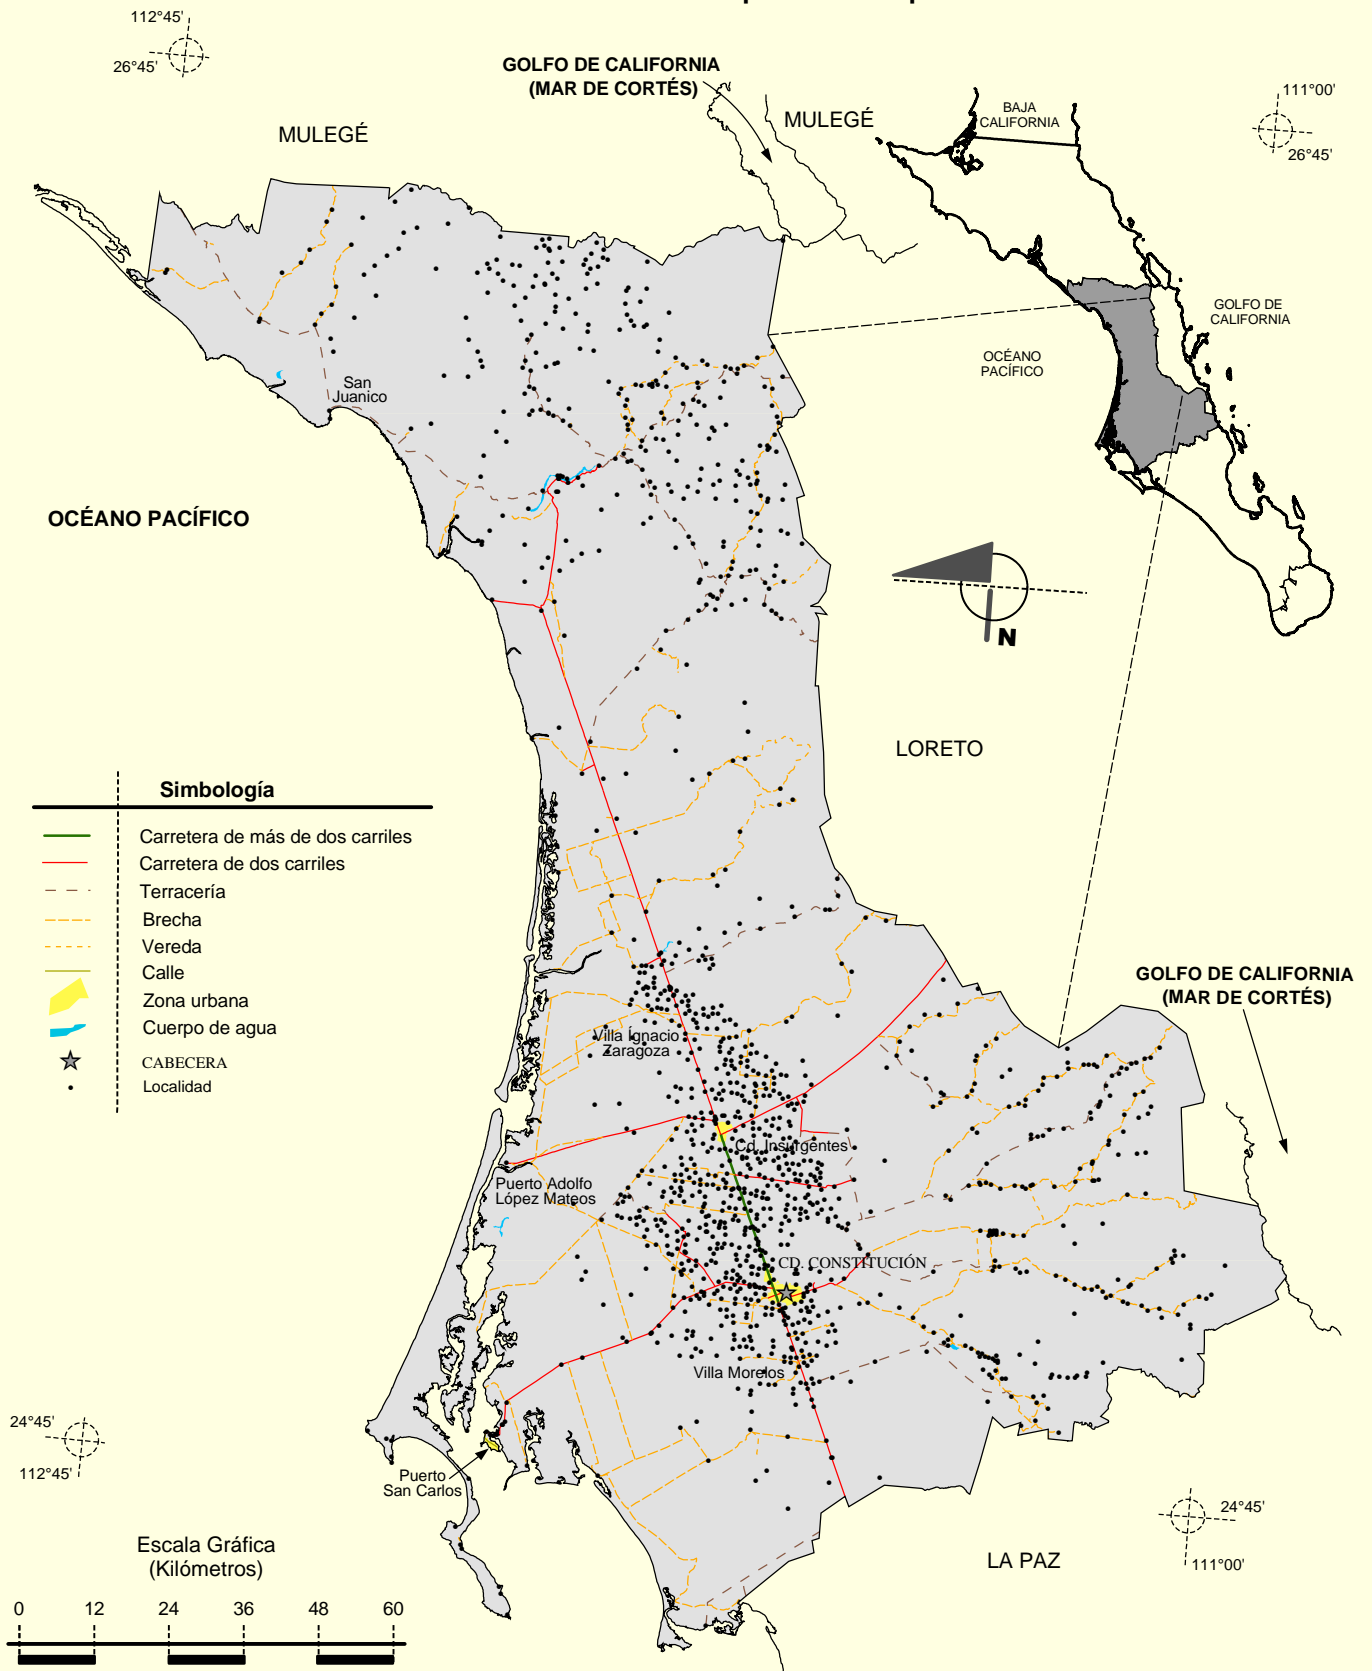 112°45'
26°45'
GOLFO DE CALIFORNIA
(MAR DE CORTÉS)
MULEGÉ
MULEGÉ
BAJA
CALIFORNIA
111°00'
26°45'
GOLFO DE
CALIFORNIA
OCÉANO
PACÍFICO
San
Juanico
OCÉANO PACÍFICO
N
LORETO
Simbología
Carretera de más de dos carriles
Carretera de dos carriles
Terracería
Brecha
Vereda
Calle
Zona urbana
Cuerpo de agua
CABECERA
Localidad
GOLFO DE CALIFORNIA
(MAR DE CORTÉS)
Villa Ignacio
Zaragoza
Cd. Insurgentes
Puerto Adolfo
López Mateos
CD. CONSTITUCIÓN
Villa Morelos
24°45'
112°45'
Puerto
San Carlos
24°45'
111°00'
LA PAZ
Escala Gráfica
(Kilómetros)
0 12 24 36 48 60